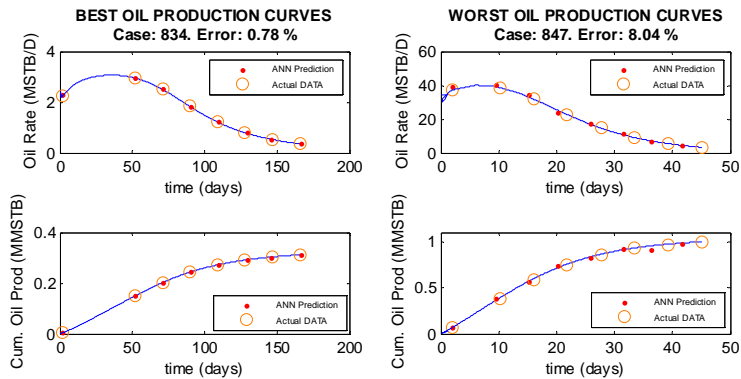 BEST OIL PRODUCTION CURVES
Case: 834. Error: 0.78 %
4
2
0
Oil Rate (MSTB/D)
ANN Prediction
Actual DATA
0
50
100
150
200
time (days)
WORST OIL PRODUCTION CURVES
Case: 847. Error: 8.04 %
60
40
20
0
Oil Rate (MSTB/D)
ANN Prediction
Actual DATA
0
10
20
30
40
50
time (days)
0.4
0.2
0
Cum. Oil Prod (MMSTB)
ANN Prediction
Actual DATA
0
50
100
150
200
time (days)
1
0.5
0
Cum. Oil Prod (MMSTB)
ANN Prediction
Actual DATA
0
10
20
30
40
50
time (days)